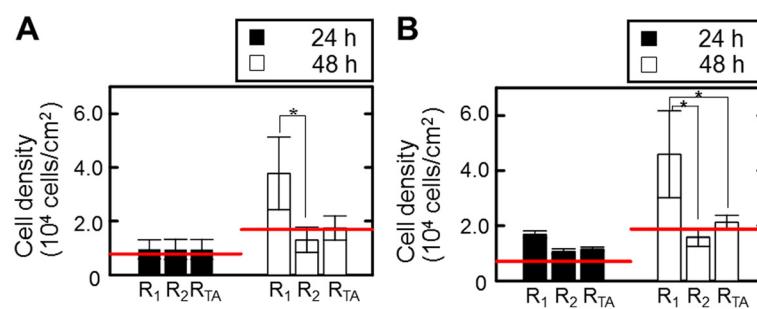 A
24 h
48 h
Cell density
(10⁴ cells/cm²)
6.0
4.0
2.0
0
*
R₁ R₂ R_TA R₁ R₂ R_TA
B
24 h
48 h
Cell density
(10⁴ cells/cm²)
6.0
4.0
2.0
0
*
*
R₁ R₂ R_TA R₁ R₂ R_TA